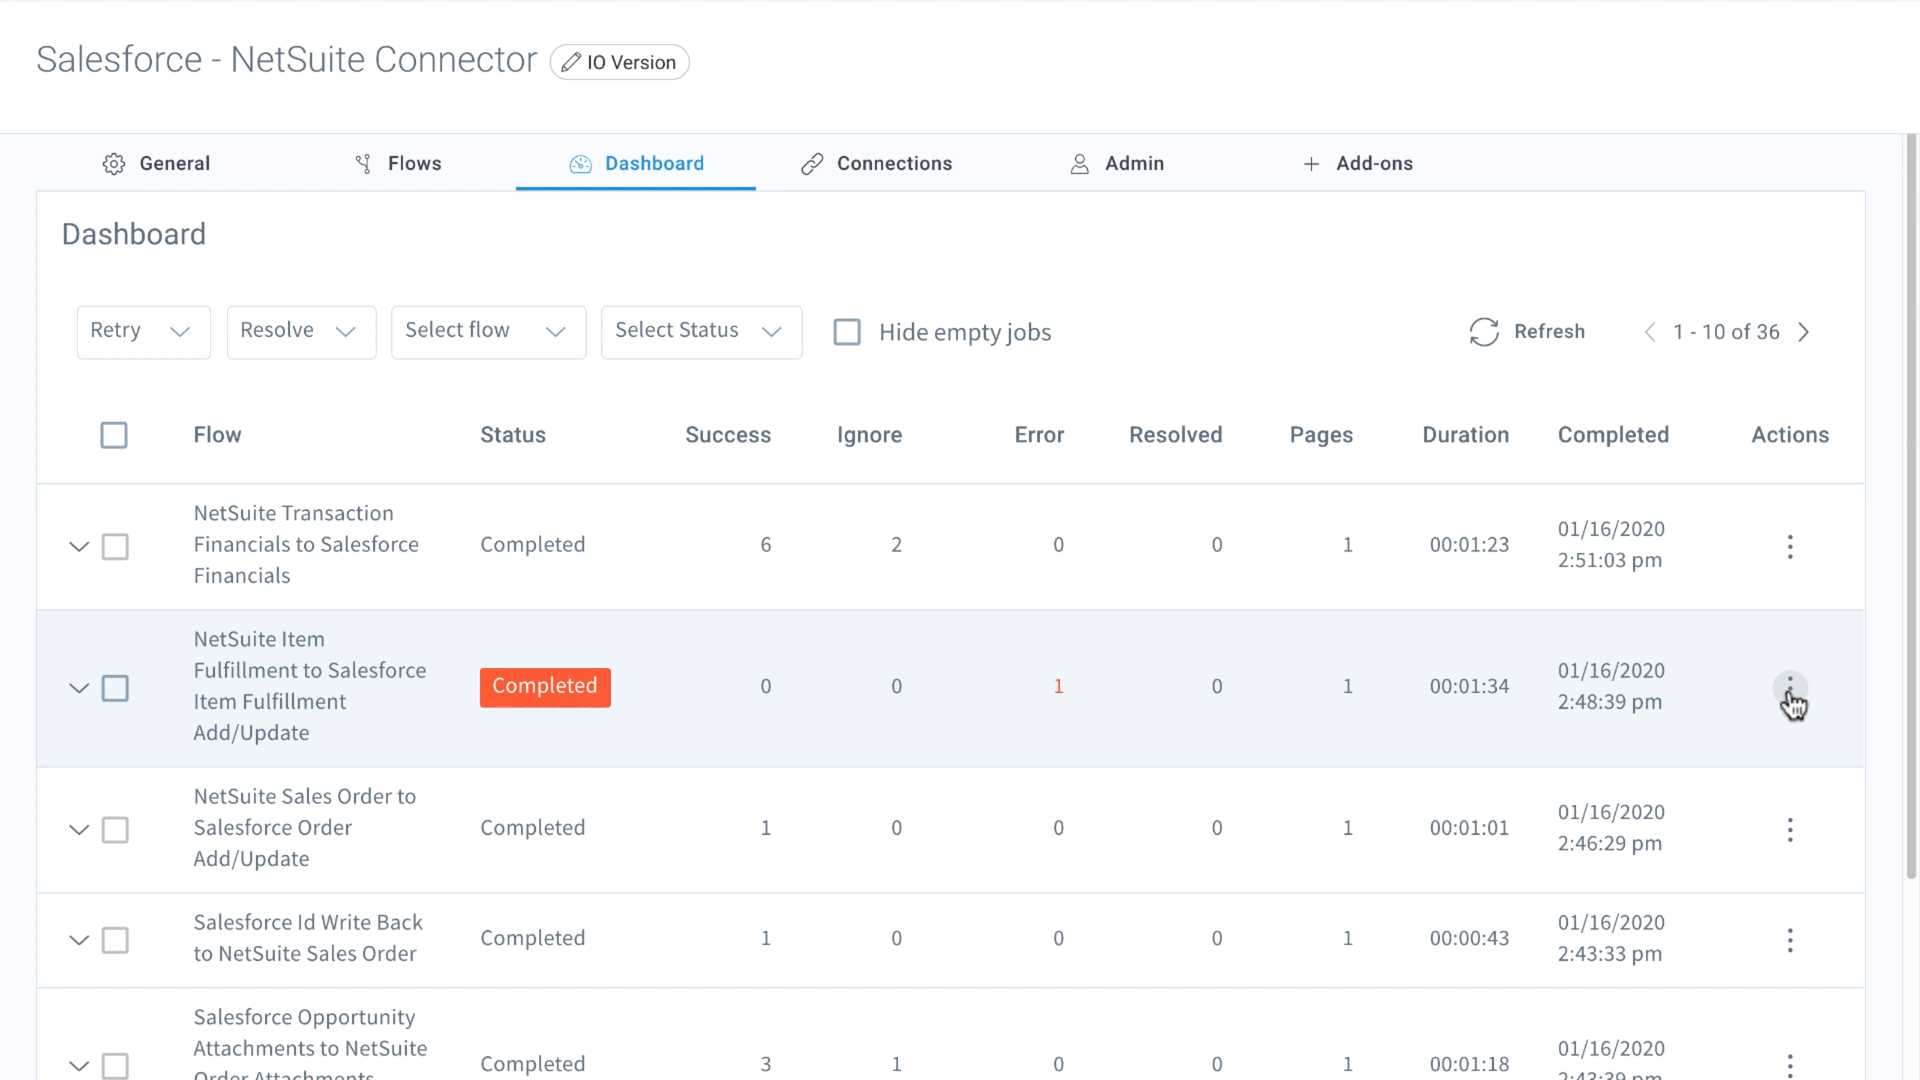 Salesforce - NetSuite Connector IO Version
General Flows Dashboard Connections Admin Add-ons
Dashboard
Retry Resolve Select flow Select Status Hide empty jobs Refresh 1 - 10 of 36
Flow Status Success Ignore Error Resolved Pages Duration Completed Actions
NetSuite Transaction
Financials to Salesforce
Financials
Completed 6 2 0 0 1 00:01:23
01/16/2020
2:51:03 pm
NetSuite Item
Fulfillment to Salesforce
Item Fulfillment
Add/Update
Completed 0 0 1 0 1 00:01:34
01/16/2020
2:48:39 pm
NetSuite Sales Order to
Salesforce Order
Add/Update
Completed 1 0 0 0 1 00:01:01
01/16/2020
2:46:29 pm
Salesforce Id Write Back
to NetSuite Sales Order
Completed 1 0 0 0 1 00:00:43
01/16/2020
2:43:33 pm
Salesforce Opportunity
Attachments to NetSuite
Order Attachments
Completed 3 1 0 0 1 00:01:18
01/16/2020
2:43:39 pm